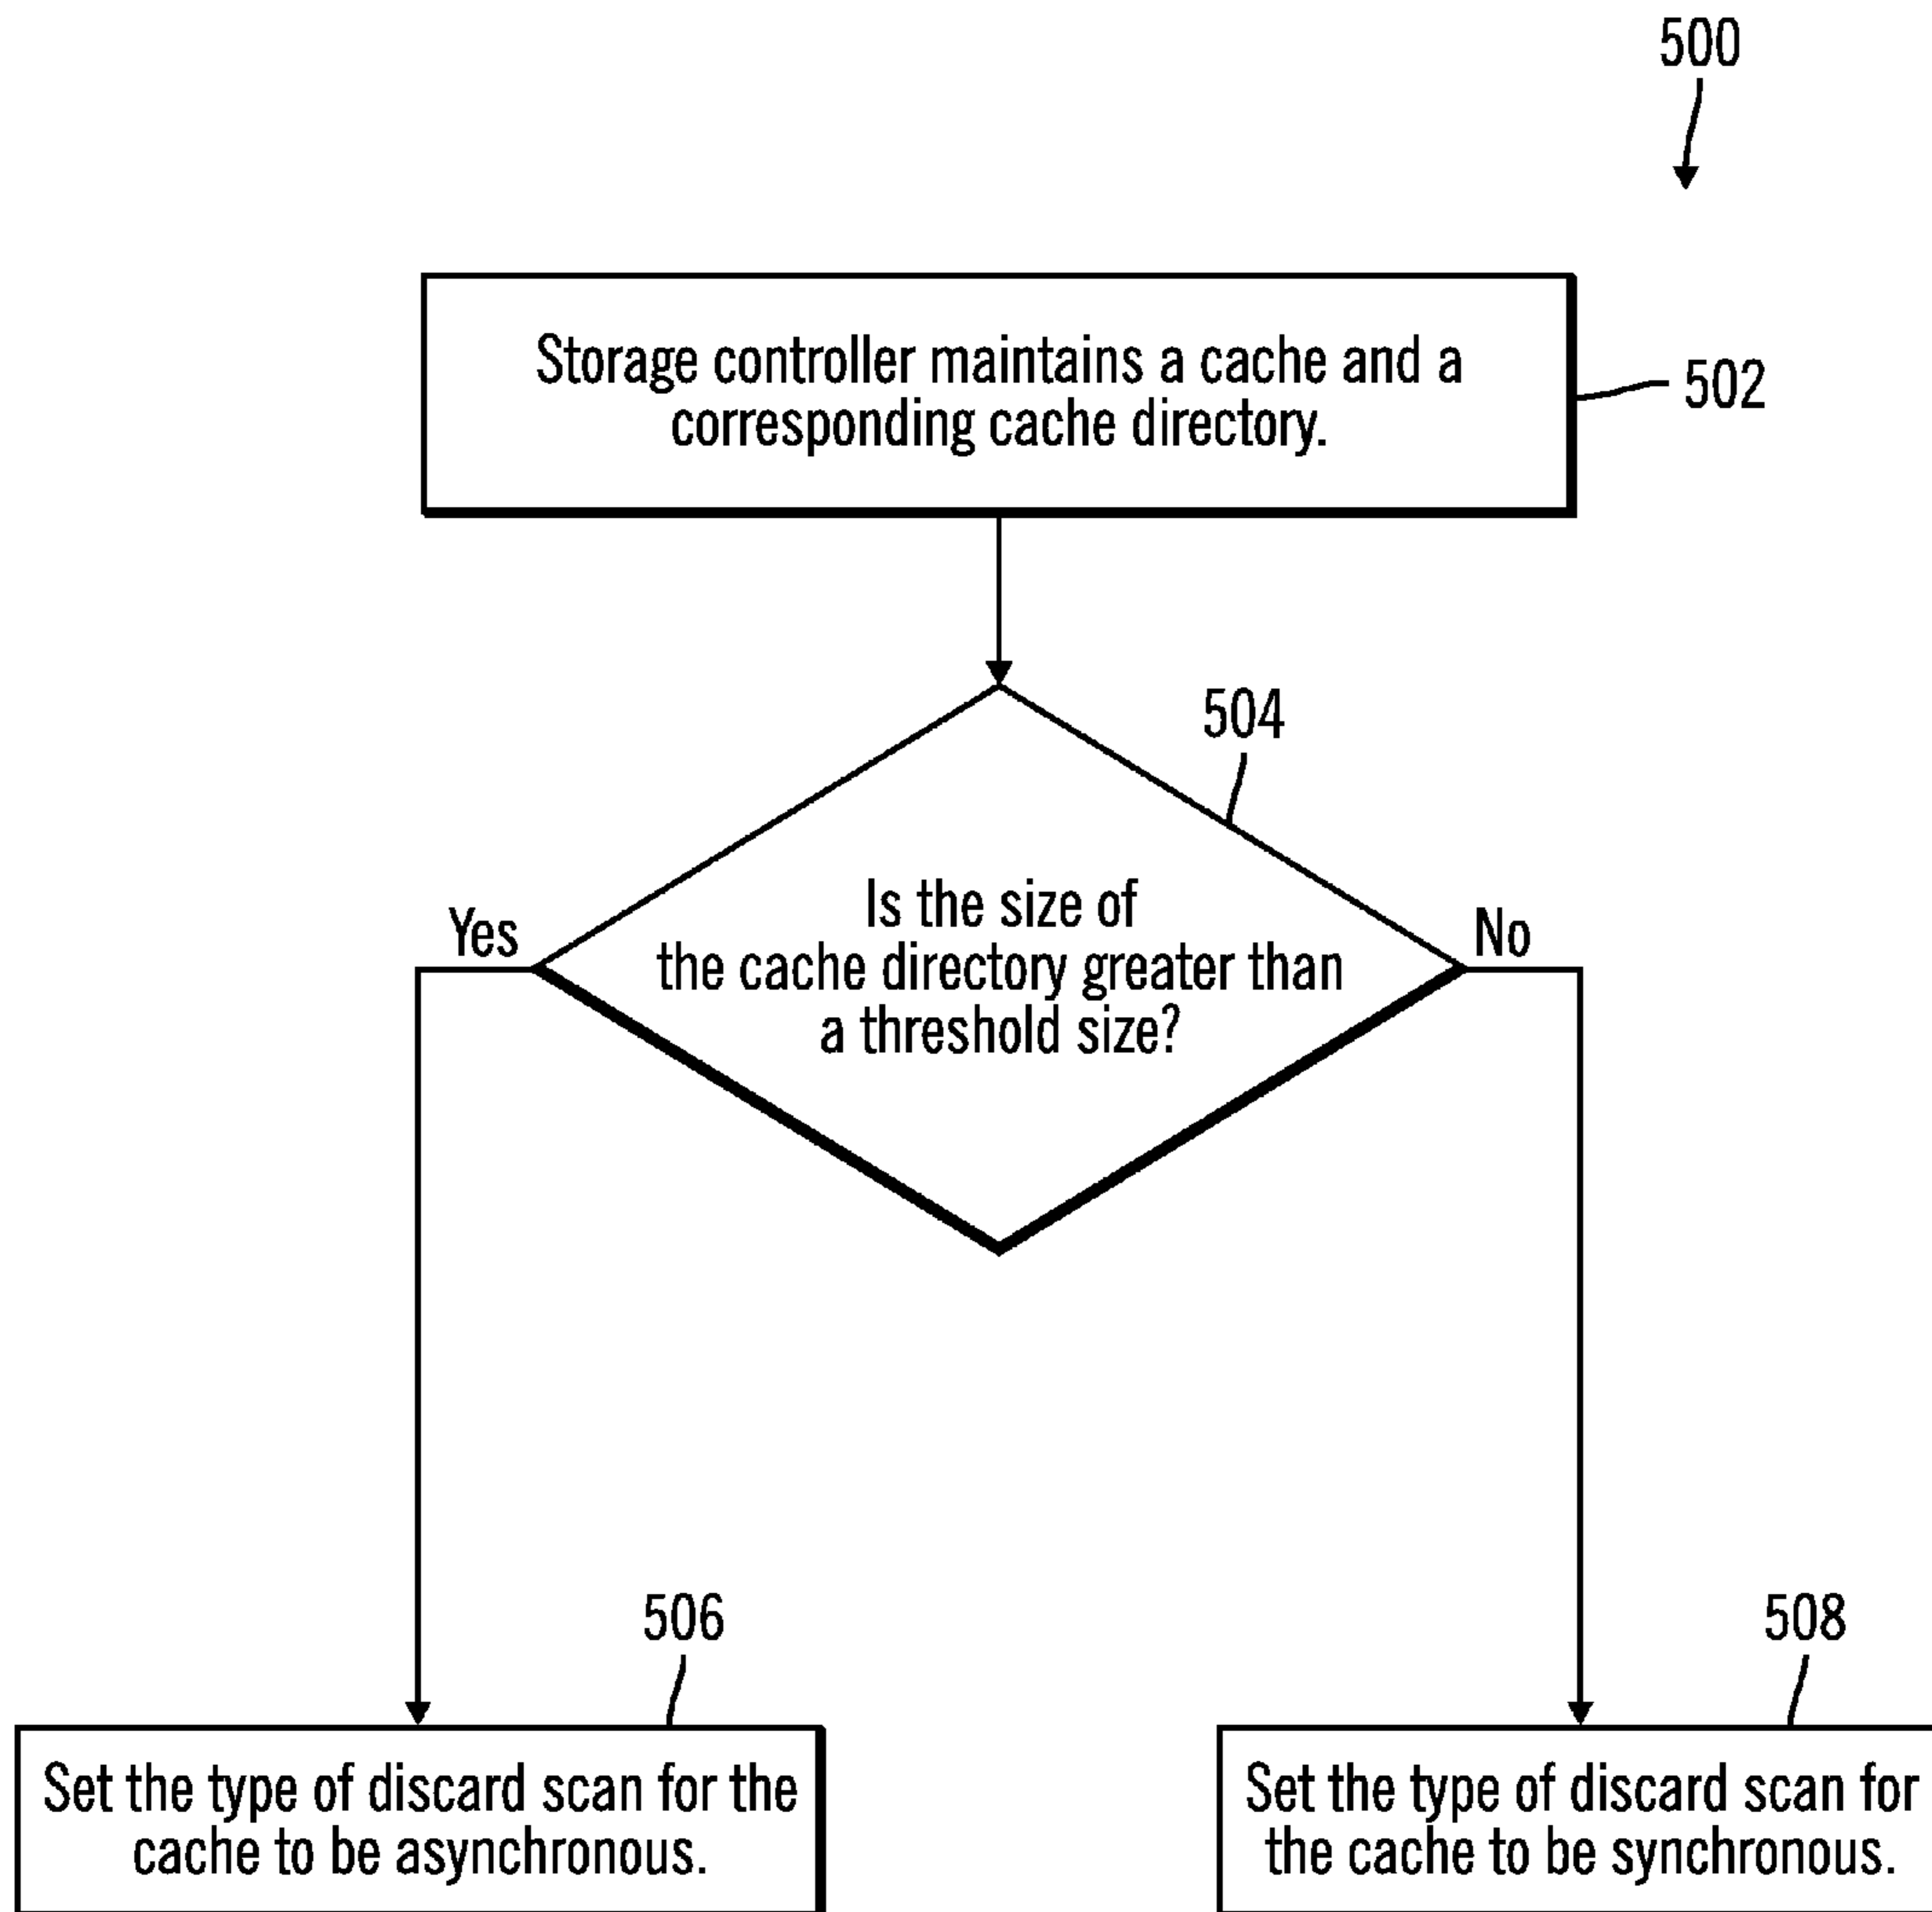 500
Storage controller maintains a cache and a
corresponding cache directory.
502
504
Is the size of
the cache directory greater than
a threshold size?
Yes
No
506
Set the type of discard scan for the
cache to be asynchronous.
508
Set the type of discard scan for
the cache to be synchronous.